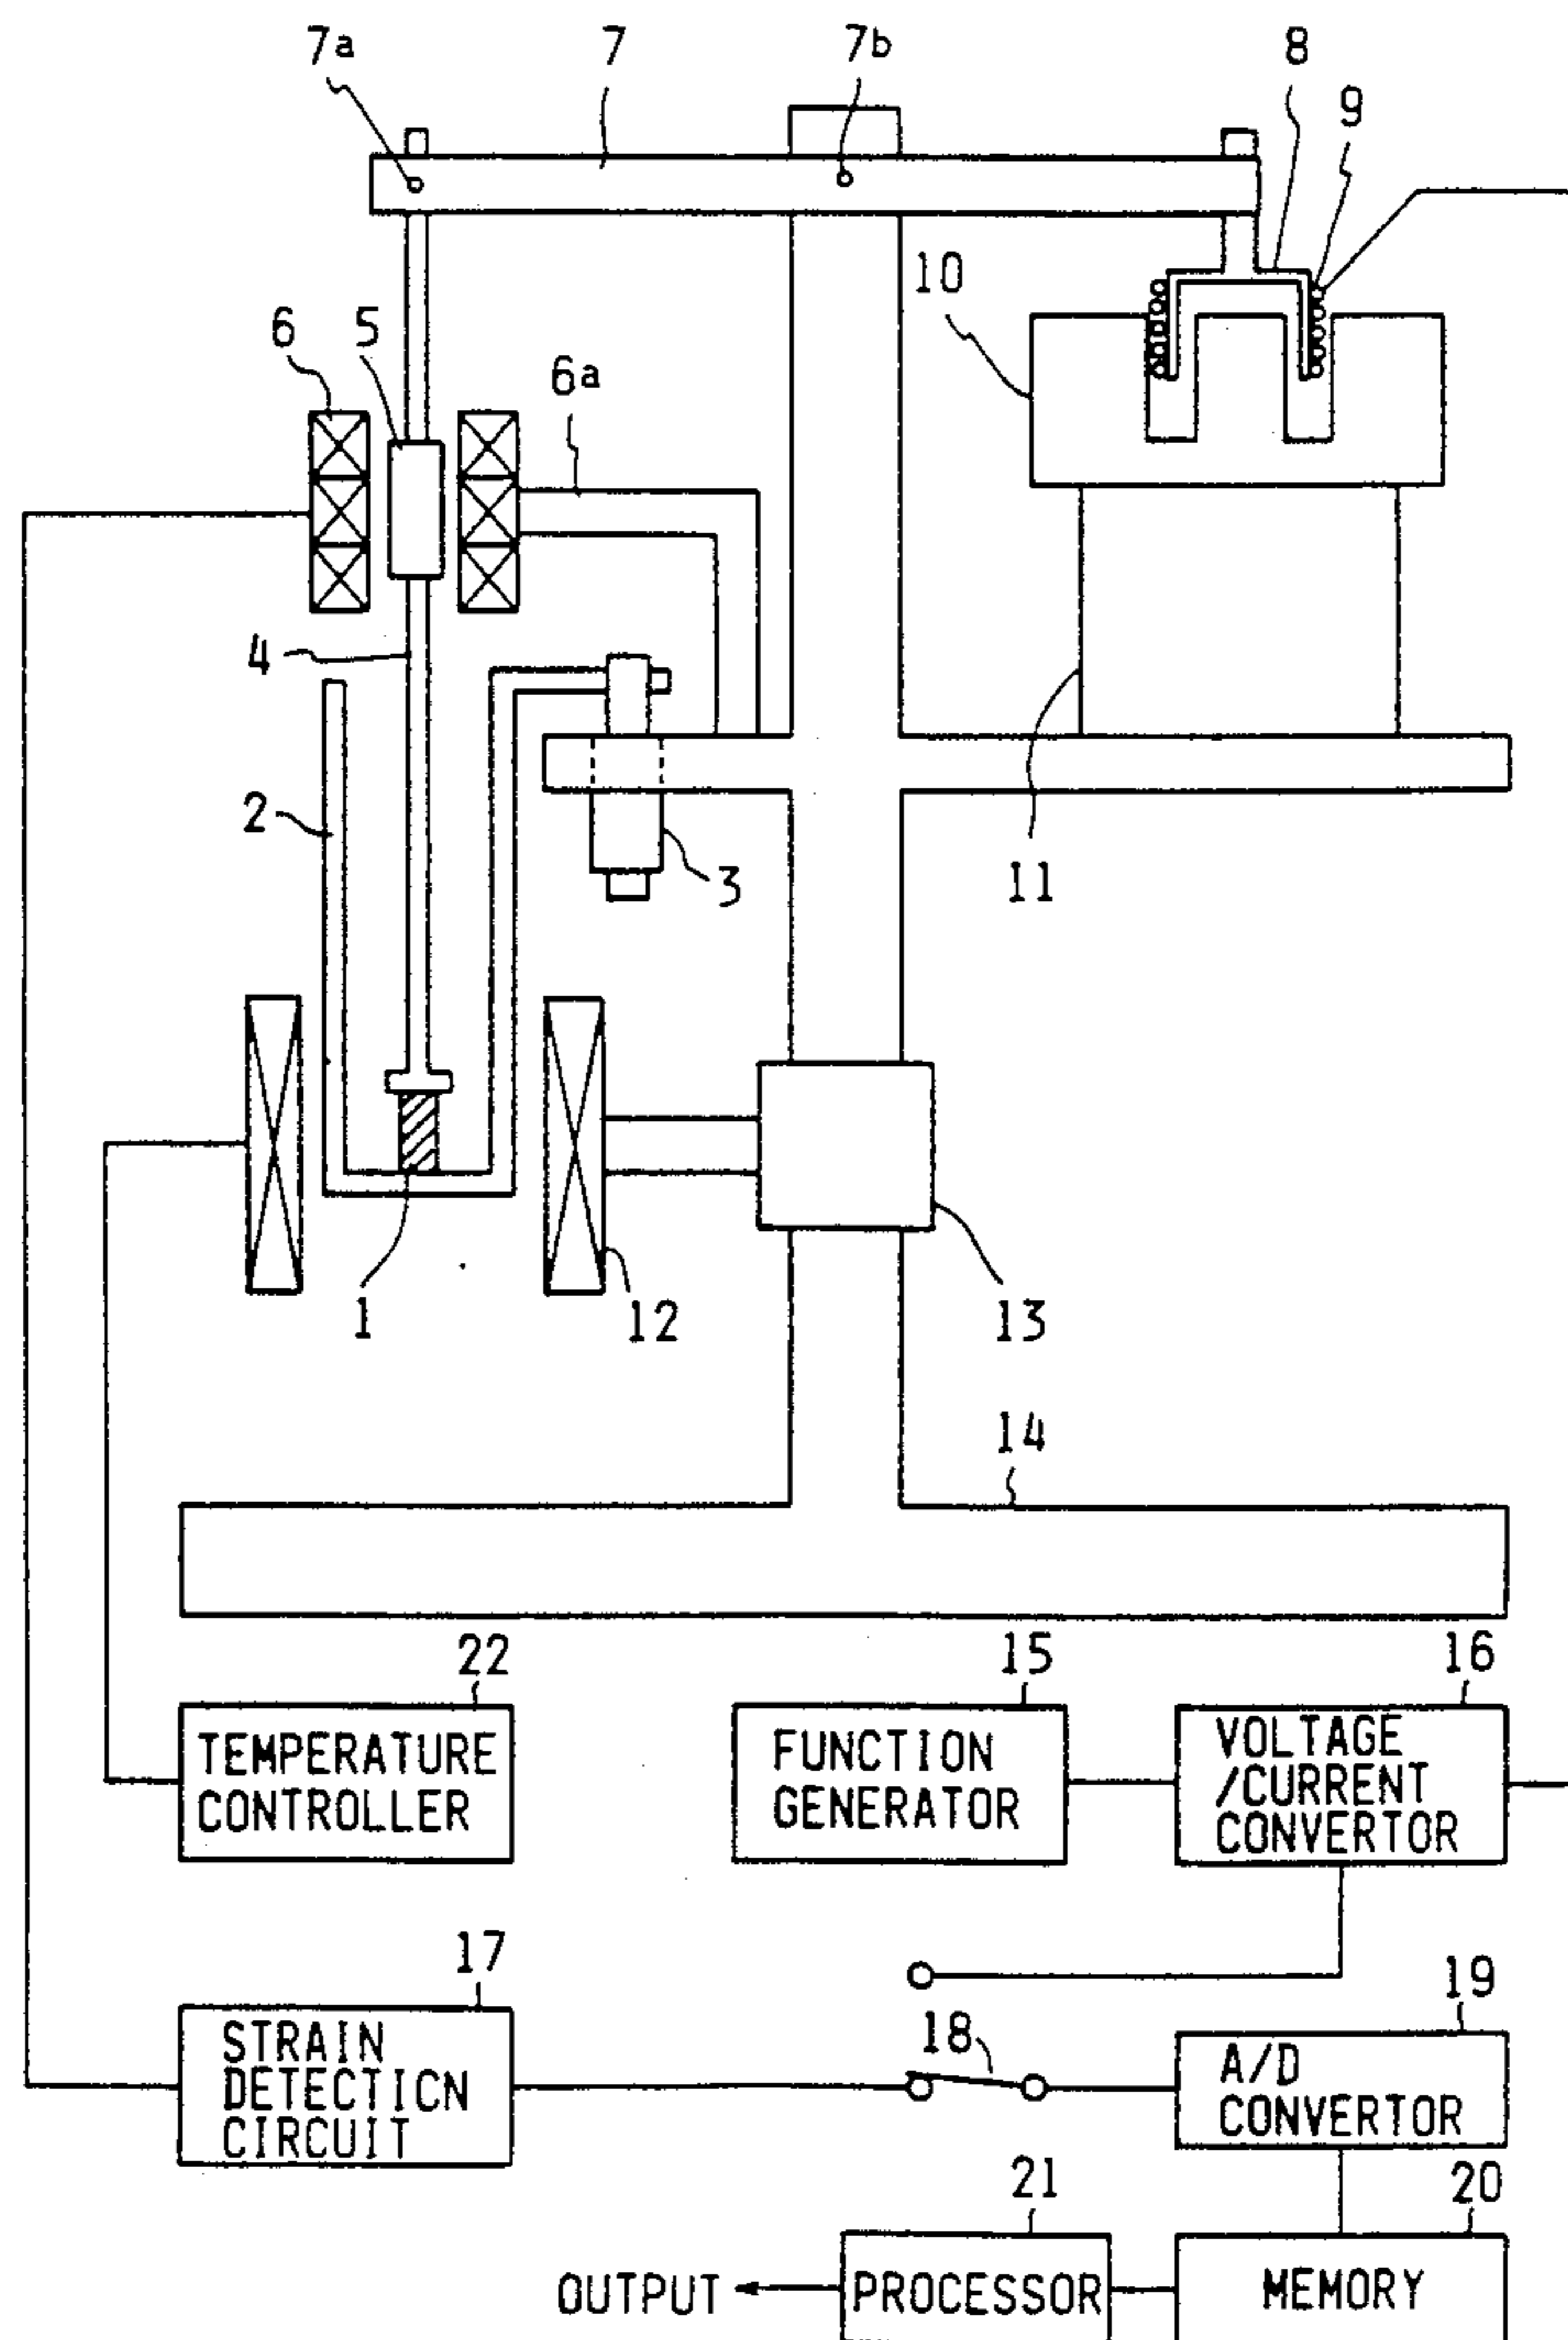 7a
7
7b
8
9
10
6
5
6a
4
2
3
11
1
12
13
14
22
15
16
TEMPERATURE
CONTROLLER
FUNCTION
GENERATOR
VOLTAGE
/CURRENT
CONVERTOR
17
18
19
STRAIN
DETECTICN
CIRCUIT
A/D
CONVERTOR
21
20
OUTPUT
PROCESSOR
MEMORY